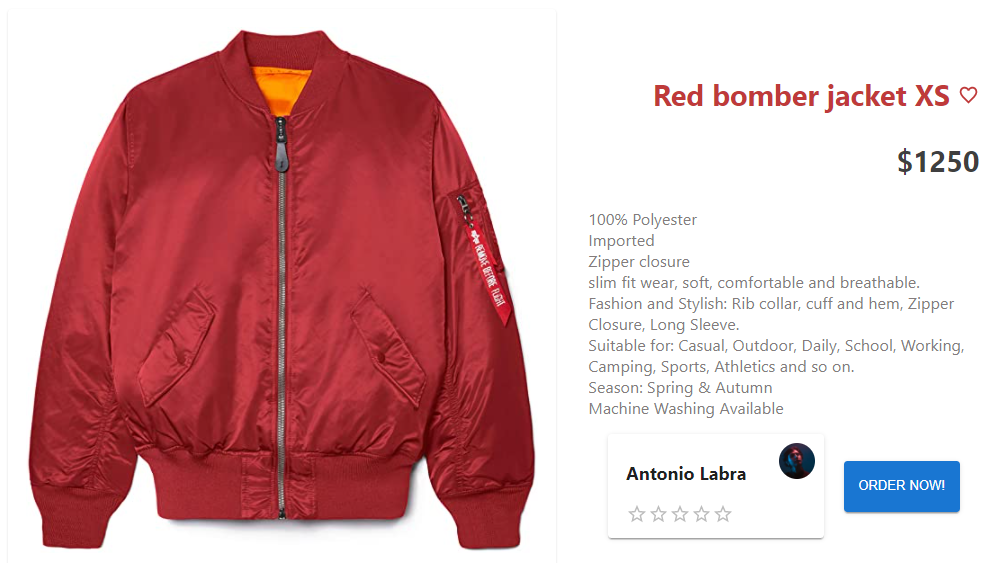 Red bomber jacket XS
$1250
100% Polyester
Imported
Zipper closure
slim fit wear, soft, comfortable and breathable.
Fashion and Stylish: Rib collar, cuff and hem, Zipper
Closure, Long Sleeve.
Suitable for: Casual, Outdoor, Daily, School, Working,
Camping, Sports, Athletics and so on.
Season: Spring & Autumn
Machine Washing Available
Antonio Labra
ORDER NOW!
REMOVE BEFORE FLIGHT